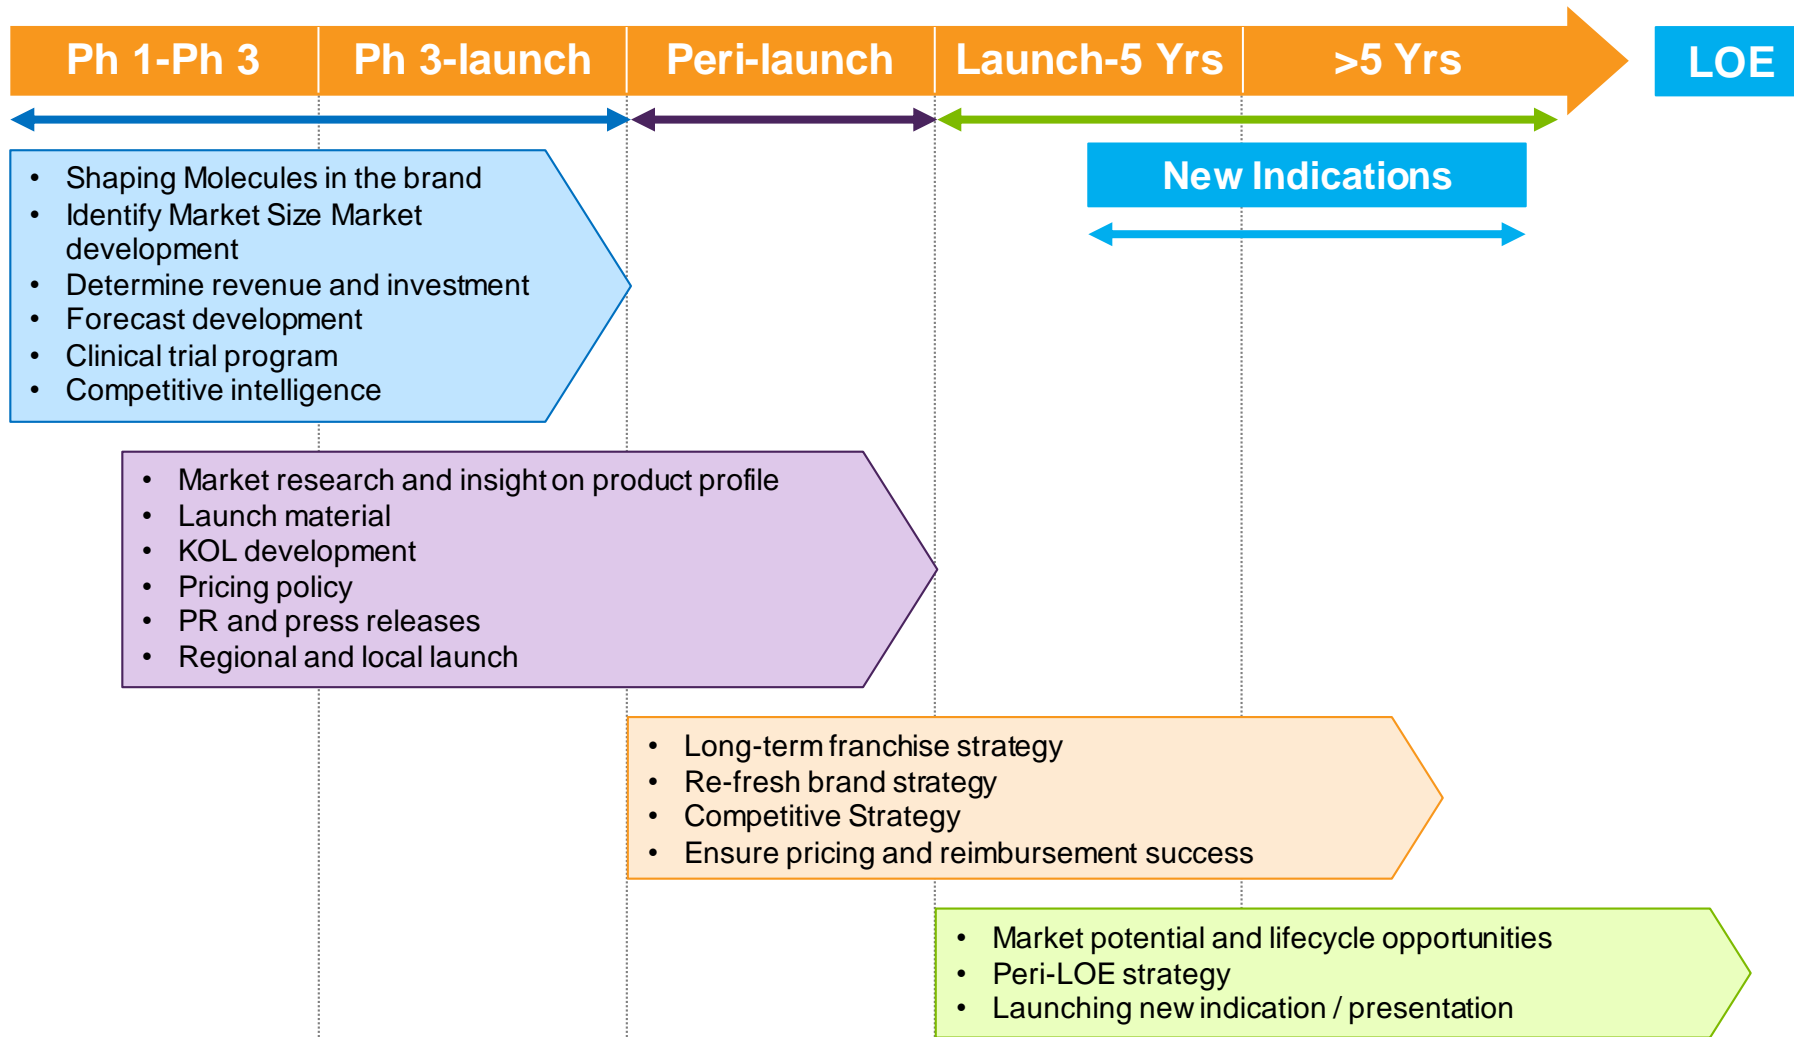 Ph 1-Ph 3
Ph 3-launch
Peri-launch
Launch-5 Yrs
>5 Yrs
LOE
New Indications
• Shaping Molecules in the brand
• Identify Market Size Market
development
• Determine revenue and investment
• Forecast development
• Clinical trial program
• Competitive intelligence
• Market research and insight on product profile
• Launch material
• KOL development
• Pricing policy
• PR and press releases
• Regional and local launch
• Long-term franchise strategy
• Re-fresh brand strategy
• Competitive Strategy
• Ensure pricing and reimbursement success
• Market potential and lifecycle opportunities
• Peri-LOE strategy
• Launching new indication / presentation